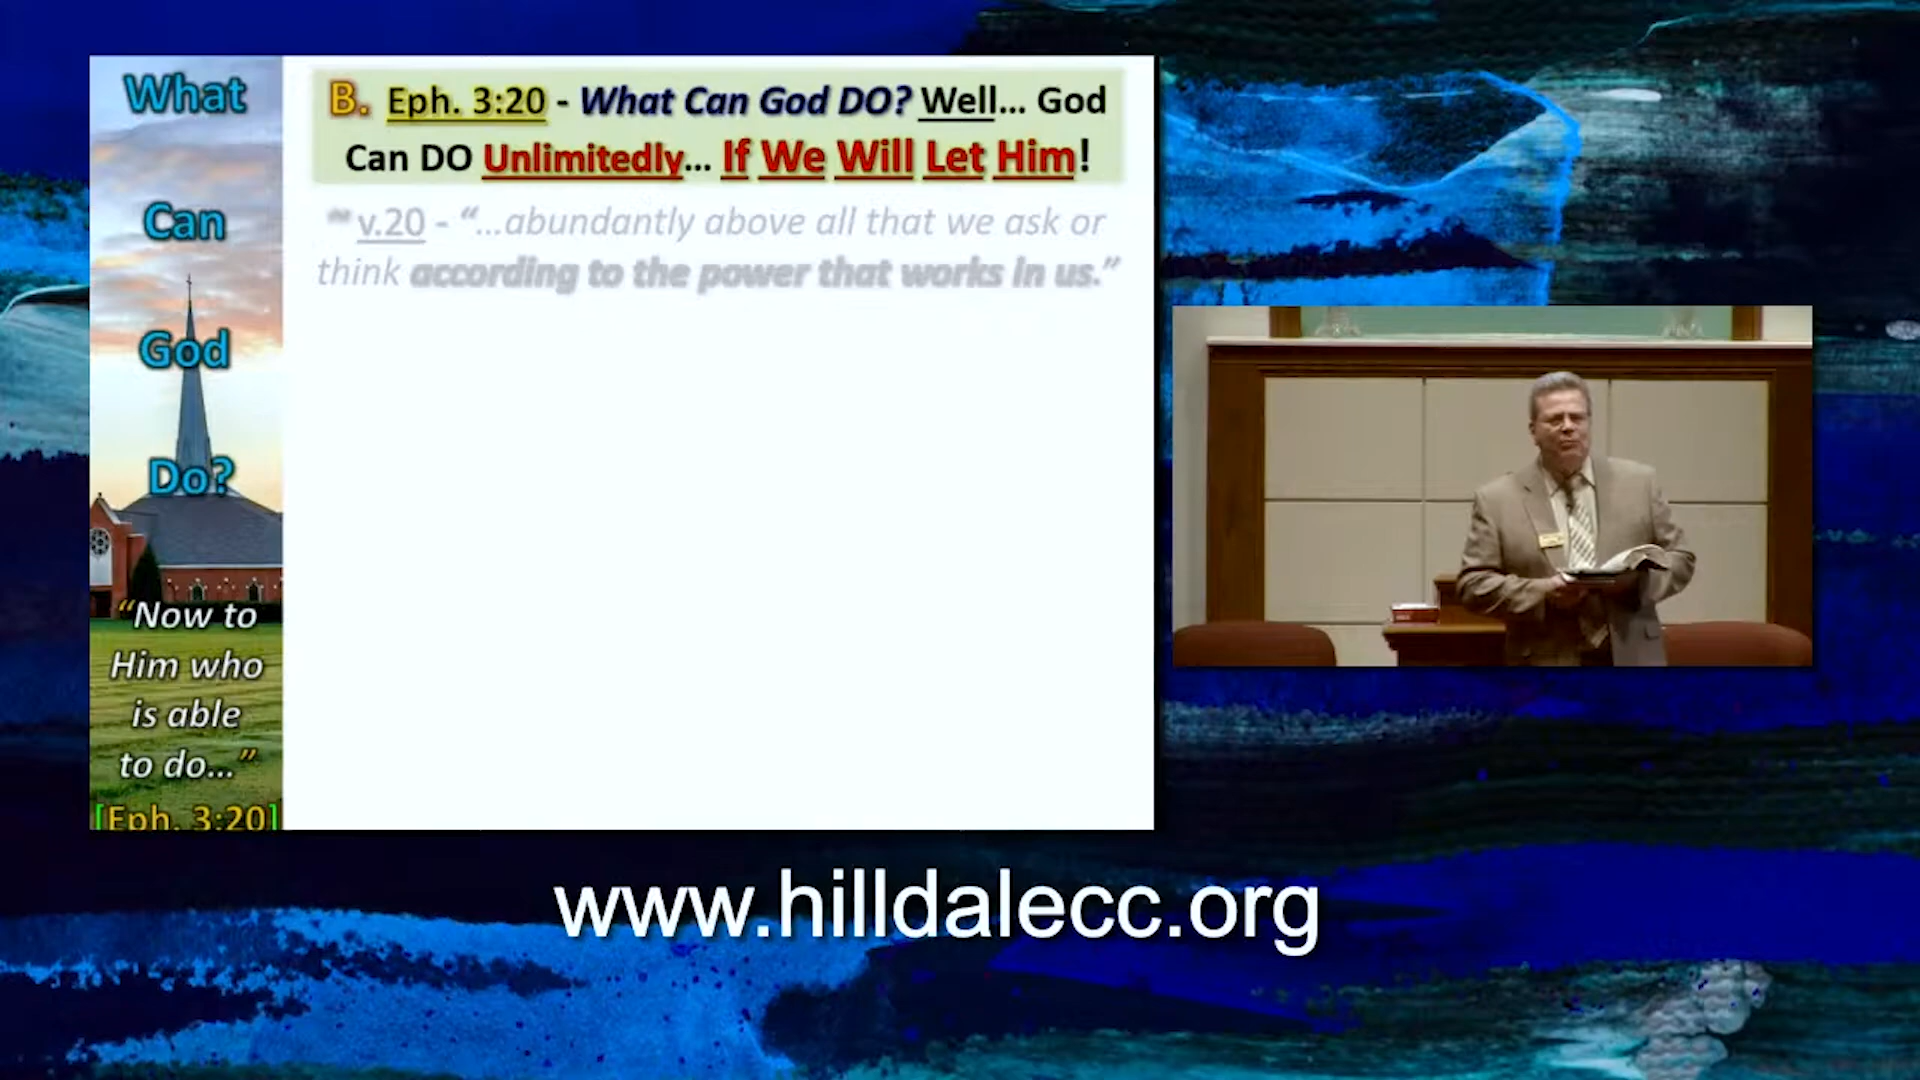 What
Can
God
Do?
“Now to
Him who
is able
to do...”
[Eph. 3:20]
B. Eph. 3:20 - What Can God DO? Well... God
Can DO Unlimitedly... If We Will Let Him!
~ v.20 - “...abundantly above all that we ask or
think according to the power that works in us.”
www.hilldalecc.org